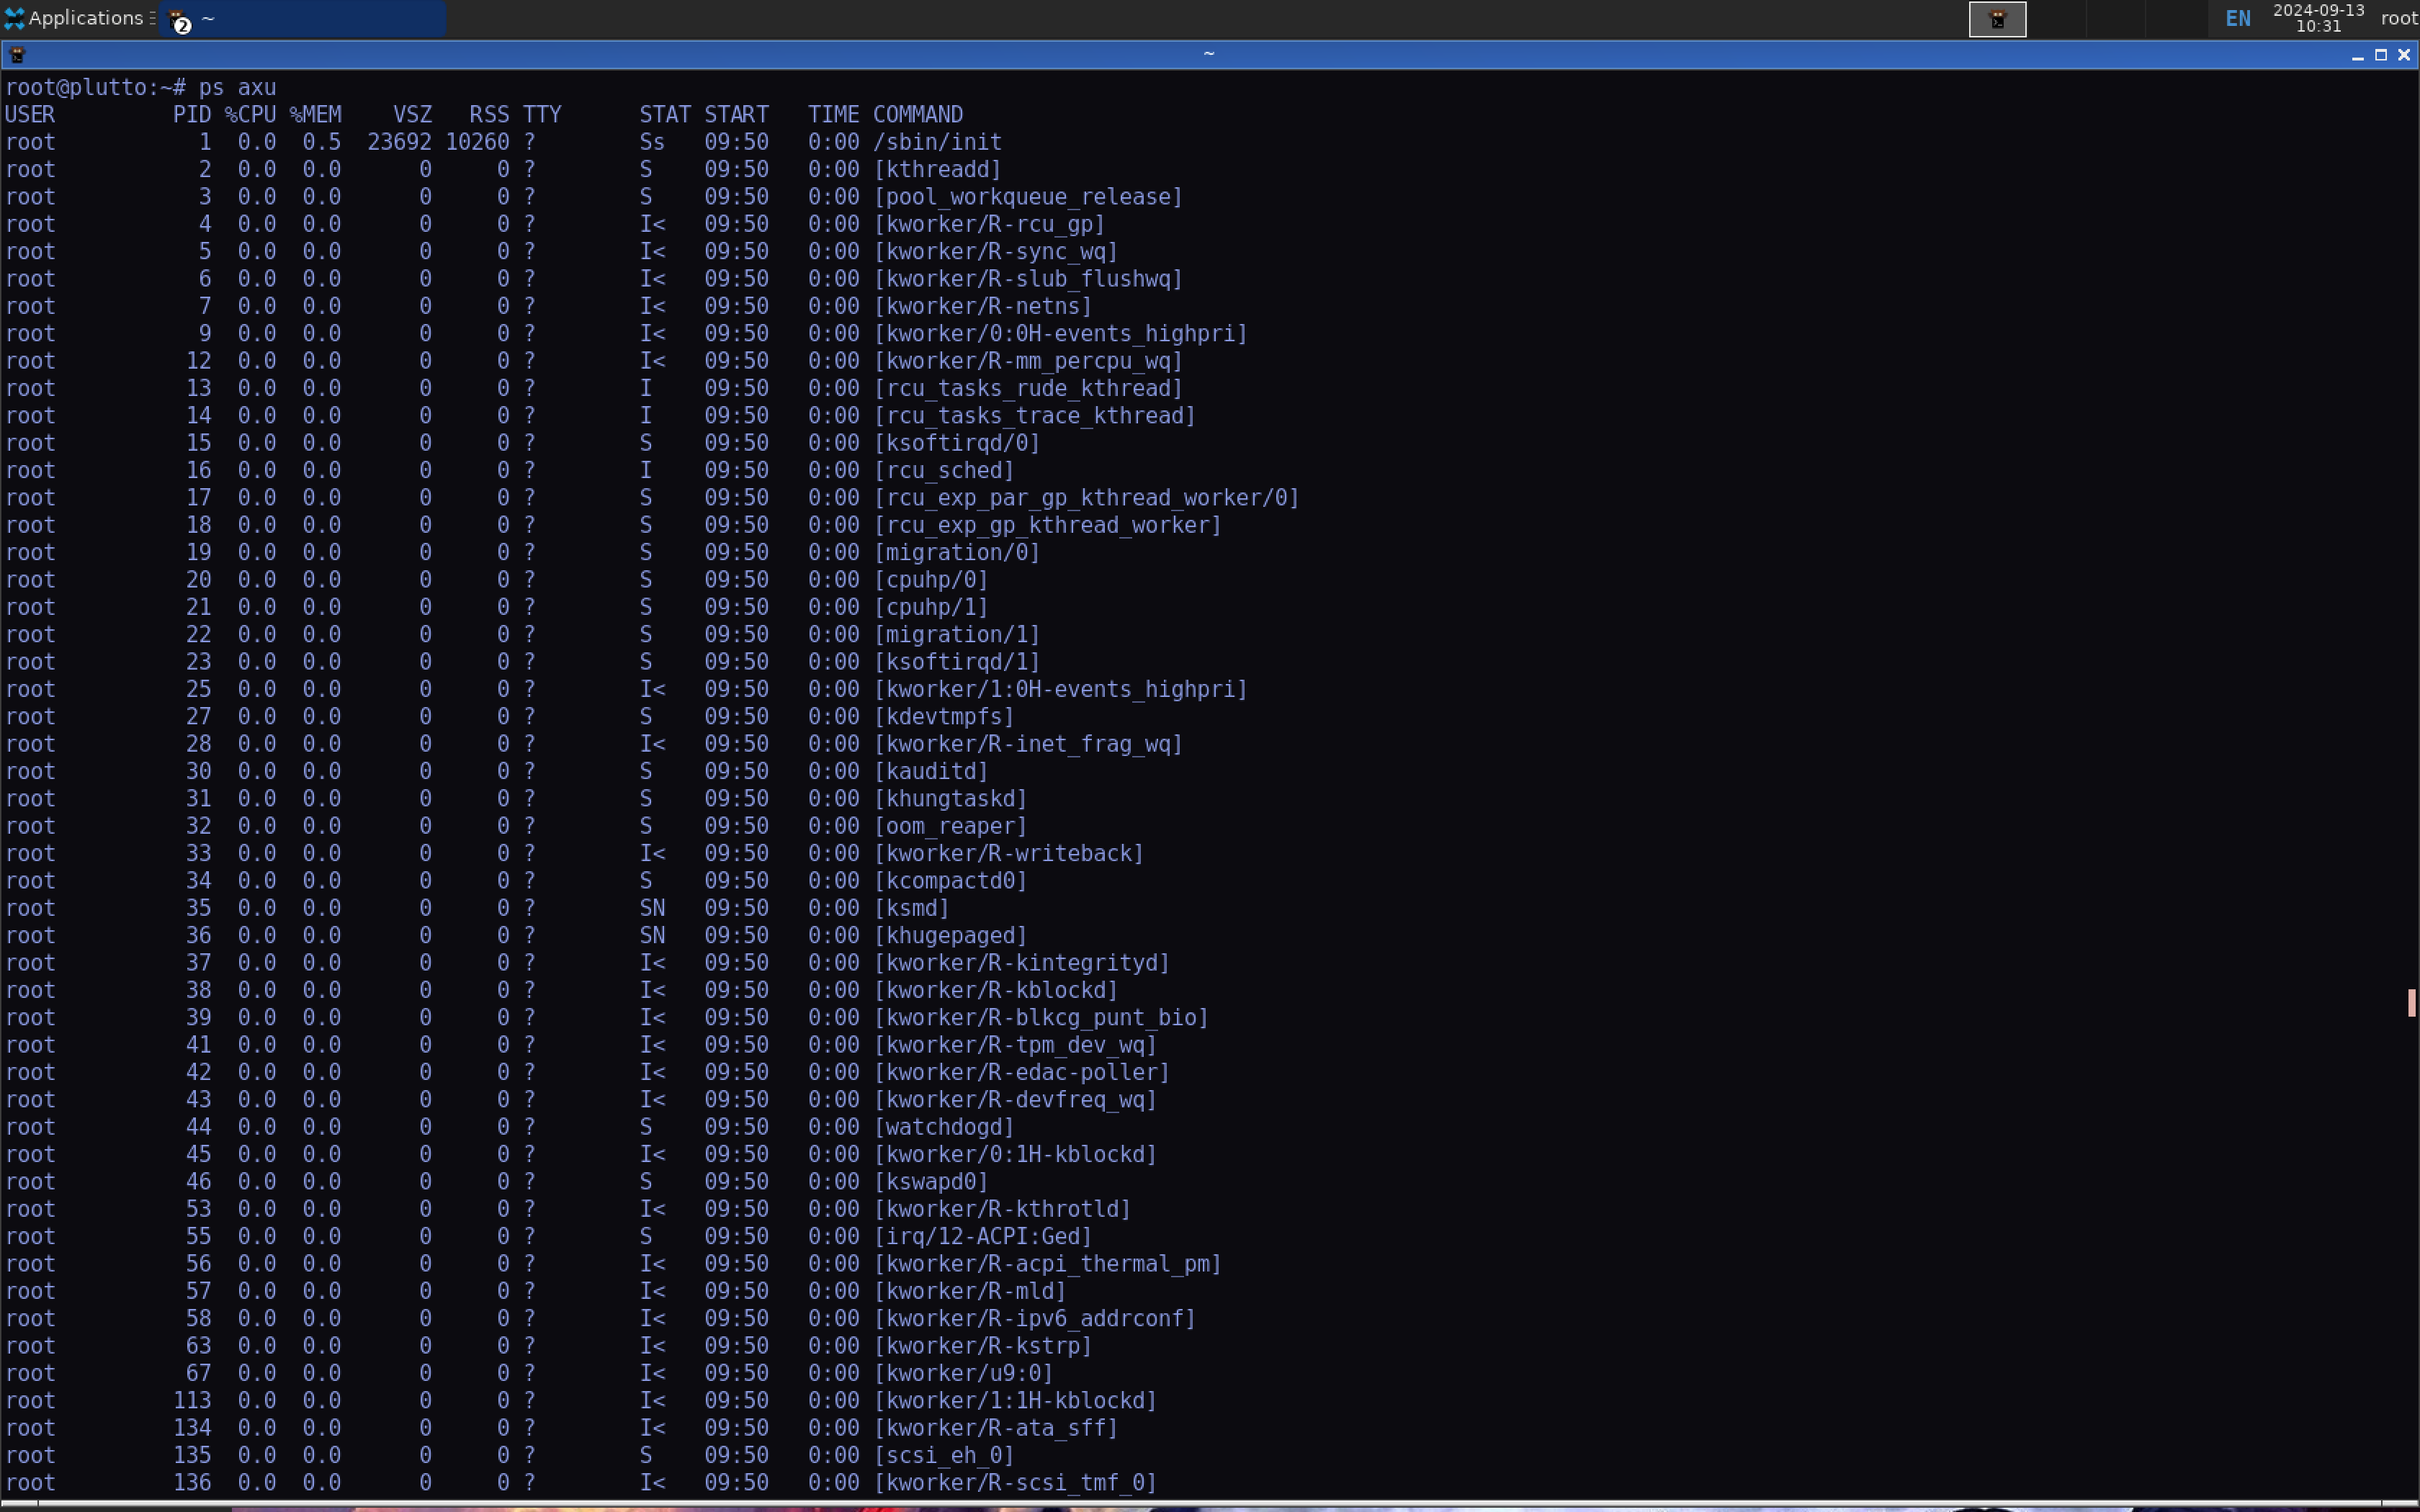 Applications
2 ~
EN
2024-09-13
10:31
root
~
root@plutto:~# ps axu
USER         PID %CPU %MEM    VSZ   RSS TTY      STAT START   TIME COMMAND
root           1  0.0  0.5  23692 10260 ?        Ss   09:50   0:00 /sbin/init
root           2  0.0  0.0      0     0 ?        S    09:50   0:00 [kthreadd]
root           3  0.0  0.0      0     0 ?        S    09:50   0:00 [pool_workqueue_release]
root           4  0.0  0.0      0     0 ?        I<   09:50   0:00 [kworker/R-rcu_gp]
root           5  0.0  0.0      0     0 ?        I<   09:50   0:00 [kworker/R-sync_wq]
root           6  0.0  0.0      0     0 ?        I<   09:50   0:00 [kworker/R-slub_flushwq]
root           7  0.0  0.0      0     0 ?        I<   09:50   0:00 [kworker/R-netns]
root           9  0.0  0.0      0     0 ?        I<   09:50   0:00 [kworker/0:0H-events_highpri]
root          12  0.0  0.0      0     0 ?        I<   09:50   0:00 [kworker/R-mm_percpu_wq]
root          13  0.0  0.0      0     0 ?        I    09:50   0:00 [rcu_tasks_rude_kthread]
root          14  0.0  0.0      0     0 ?        I    09:50   0:00 [rcu_tasks_trace_kthread]
root          15  0.0  0.0      0     0 ?        S    09:50   0:00 [ksoftirqd/0]
root          16  0.0  0.0      0     0 ?        I    09:50   0:00 [rcu_sched]
root          17  0.0  0.0      0     0 ?        S    09:50   0:00 [rcu_exp_par_gp_kthread_worker/0]
root          18  0.0  0.0      0     0 ?        S    09:50   0:00 [rcu_exp_gp_kthread_worker]
root          19  0.0  0.0      0     0 ?        S    09:50   0:00 [migration/0]
root          20  0.0  0.0      0     0 ?        S    09:50   0:00 [cpuhp/0]
root          21  0.0  0.0      0     0 ?        S    09:50   0:00 [cpuhp/1]
root          22  0.0  0.0      0     0 ?        S    09:50   0:00 [migration/1]
root          23  0.0  0.0      0     0 ?        S    09:50   0:00 [ksoftirqd/1]
root          25  0.0  0.0      0     0 ?        I<   09:50   0:00 [kworker/1:0H-events_highpri]
root          27  0.0  0.0      0     0 ?        S    09:50   0:00 [kdevtmpfs]
root          28  0.0  0.0      0     0 ?        I<   09:50   0:00 [kworker/R-inet_frag_wq]
root          30  0.0  0.0      0     0 ?        S    09:50   0:00 [kauditd]
root          31  0.0  0.0      0     0 ?        S    09:50   0:00 [khungtaskd]
root          32  0.0  0.0      0     0 ?        S    09:50   0:00 [oom_reaper]
root          33  0.0  0.0      0     0 ?        I<   09:50   0:00 [kworker/R-writeback]
root          34  0.0  0.0      0     0 ?        S    09:50   0:00 [kcompactd0]
root          35  0.0  0.0      0     0 ?        SN   09:50   0:00 [ksmd]
root          36  0.0  0.0      0     0 ?        SN   09:50   0:00 [khugepaged]
root          37  0.0  0.0      0     0 ?        I<   09:50   0:00 [kworker/R-kintegrityd]
root          38  0.0  0.0      0     0 ?        I<   09:50   0:00 [kworker/R-kblockd]
root          39  0.0  0.0      0     0 ?        I<   09:50   0:00 [kworker/R-blkcg_punt_bio]
root          41  0.0  0.0      0     0 ?        I<   09:50   0:00 [kworker/R-tpm_dev_wq]
root          42  0.0  0.0      0     0 ?        I<   09:50   0:00 [kworker/R-edac-poller]
root          43  0.0  0.0      0     0 ?        I<   09:50   0:00 [kworker/R-devfreq_wq]
root          44  0.0  0.0      0     0 ?        S    09:50   0:00 [watchdogd]
root          45  0.0  0.0      0     0 ?        I<   09:50   0:00 [kworker/0:1H-kblockd]
root          46  0.0  0.0      0     0 ?        S    09:50   0:00 [kswapd0]
root          53  0.0  0.0      0     0 ?        I<   09:50   0:00 [kworker/R-kthrotld]
root          55  0.0  0.0      0     0 ?        S    09:50   0:00 [irq/12-ACPI:Ged]
root          56  0.0  0.0      0     0 ?        I<   09:50   0:00 [kworker/R-acpi_thermal_pm]
root          57  0.0  0.0      0     0 ?        I<   09:50   0:00 [kworker/R-mld]
root          58  0.0  0.0      0     0 ?        I<   09:50   0:00 [kworker/R-ipv6_addrconf]
root          63  0.0  0.0      0     0 ?        I<   09:50   0:00 [kworker/R-kstrp]
root          67  0.0  0.0      0     0 ?        I<   09:50   0:00 [kworker/u9:0]
root         113  0.0  0.0      0     0 ?        I<   09:50   0:00 [kworker/1:1H-kblockd]
root         134  0.0  0.0      0     0 ?        I<   09:50   0:00 [kworker/R-ata_sff]
root         135  0.0  0.0      0     0 ?        S    09:50   0:00 [scsi_eh_0]
root         136  0.0  0.0      0     0 ?        I<   09:50   0:00 [kworker/R-scsi_tmf_0]